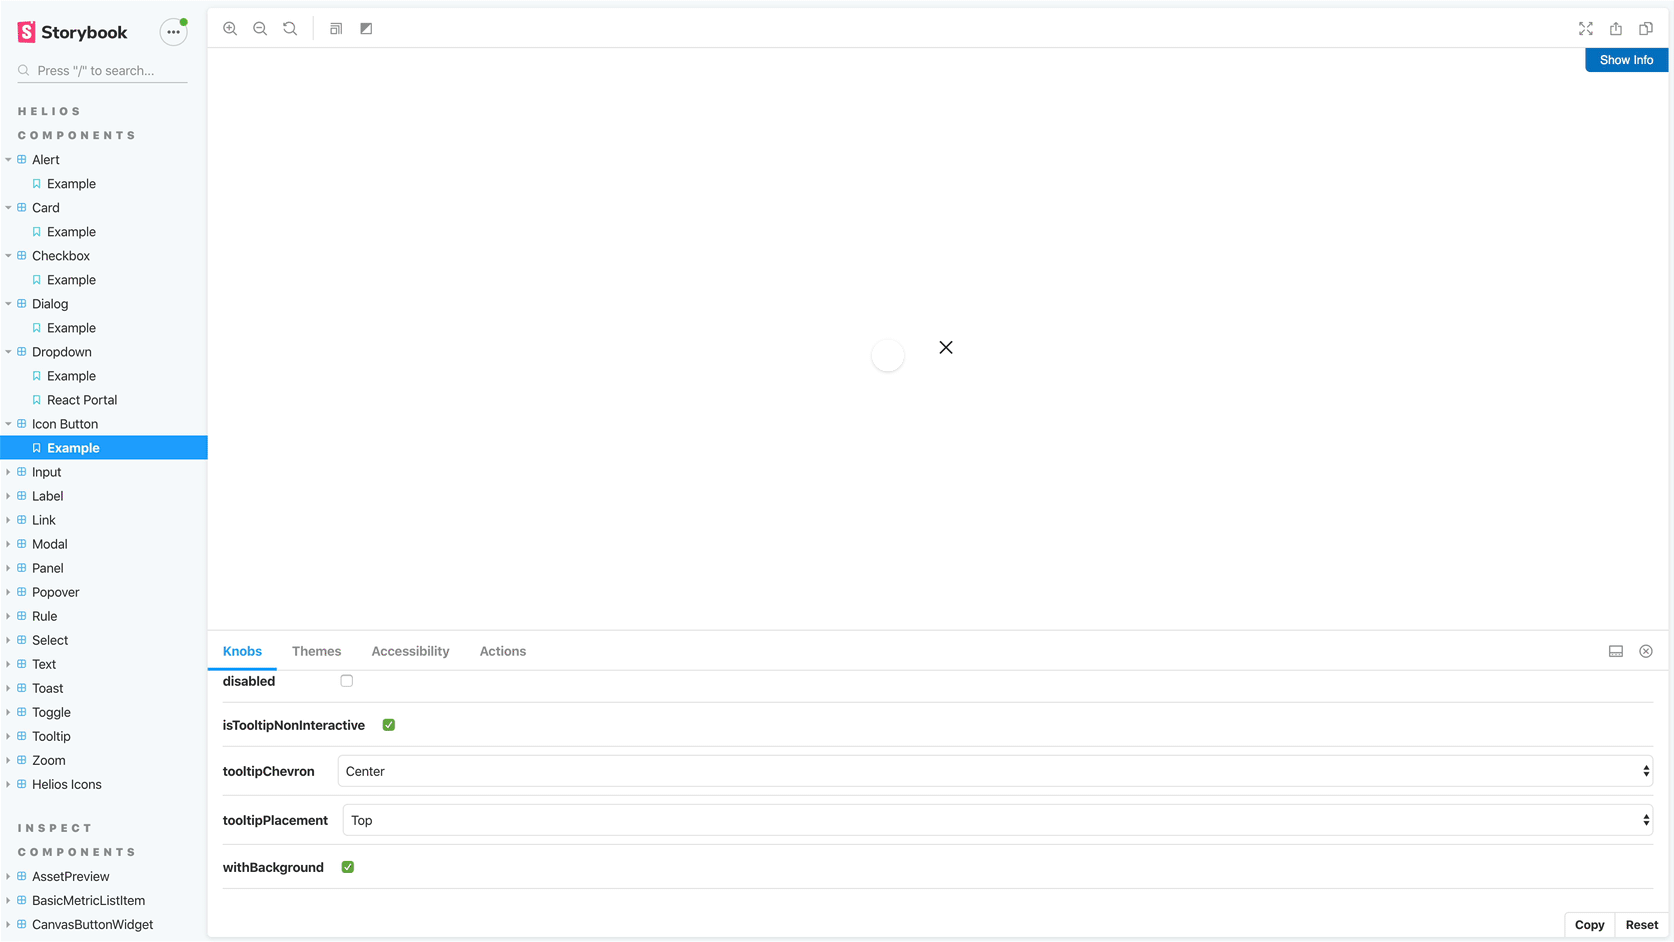 Storybook
Press "/" to search...
HELIOS
COMPONENTS
Alert
Example
Card
Example
Checkbox
Example
Dialog
Example
Dropdown
Example
React Portal
Icon Button
Example
Input
Label
Link
Modal
Panel
Popover
Rule
Select
Text
Toast
Toggle
Tooltip
Zoom
Helios Icons
INSPECT
COMPONENTS
AssetPreview
BasicMetricListItem
CanvasButtonWidget
Show Info
Knobs Themes Accessibility Actions
disabled
isTooltipNonInteractive
tooltipChevron Center
tooltipPlacement Top
withBackground
Copy Reset